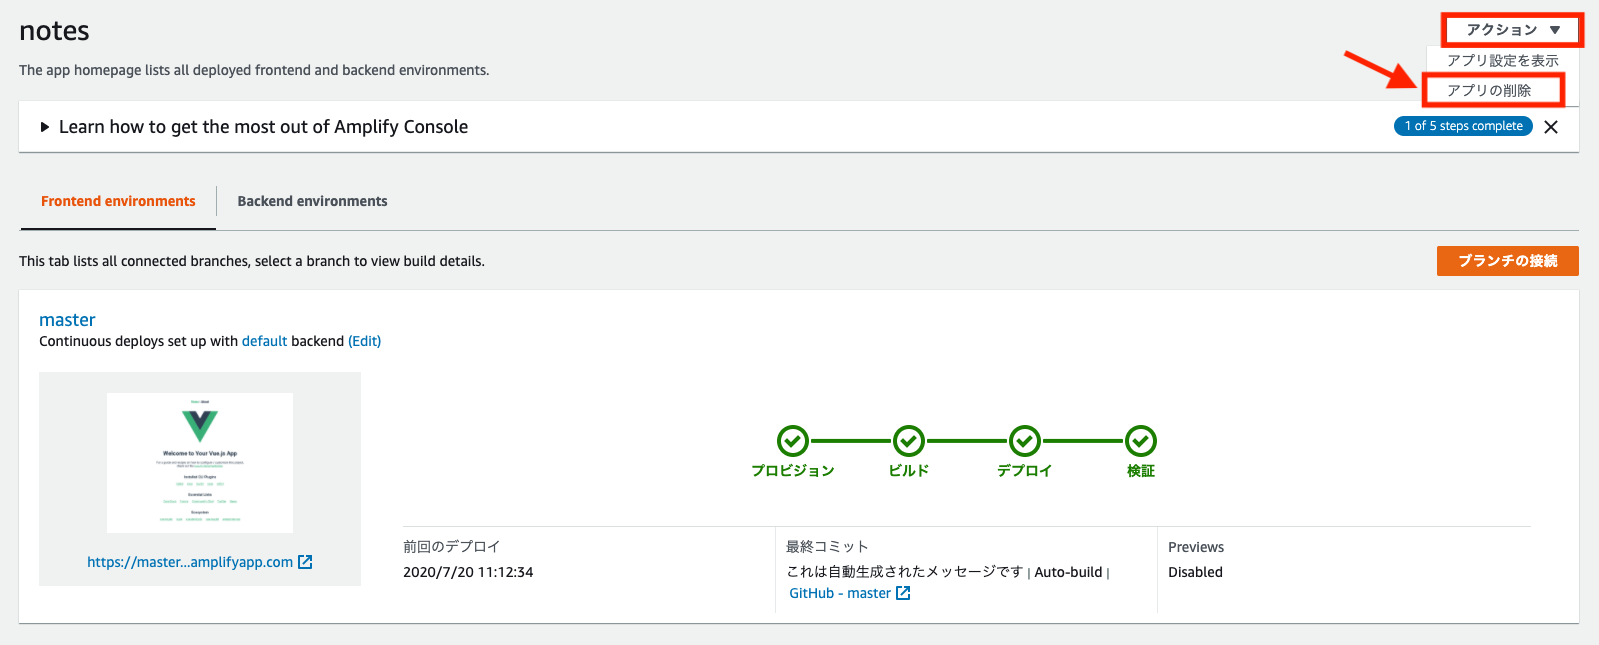 notes
アクション ▼
The app homepage lists all deployed frontend and backend environments.
アプリ設定を表示
アプリの削除
Learn how to get the most out of Amplify Console
1 of 5 steps complete
Frontend environments
Backend environments
This tab lists all connected branches, select a branch to view build details.
ブランチの接続
master
Continuous deploys set up with default backend (Edit)
Welcome to Your Vue.js App
Installed CLI Plugins
Essential Links
Ecosystem
https://master...amplifyapp.com
プロビジョン
ビルド
デプロイ
検証
前回のデプロイ
2020/7/20 11:12:34
最終コミット
これは自動生成されたメッセージです | Auto-build |
GitHub - master
Previews
Disabled